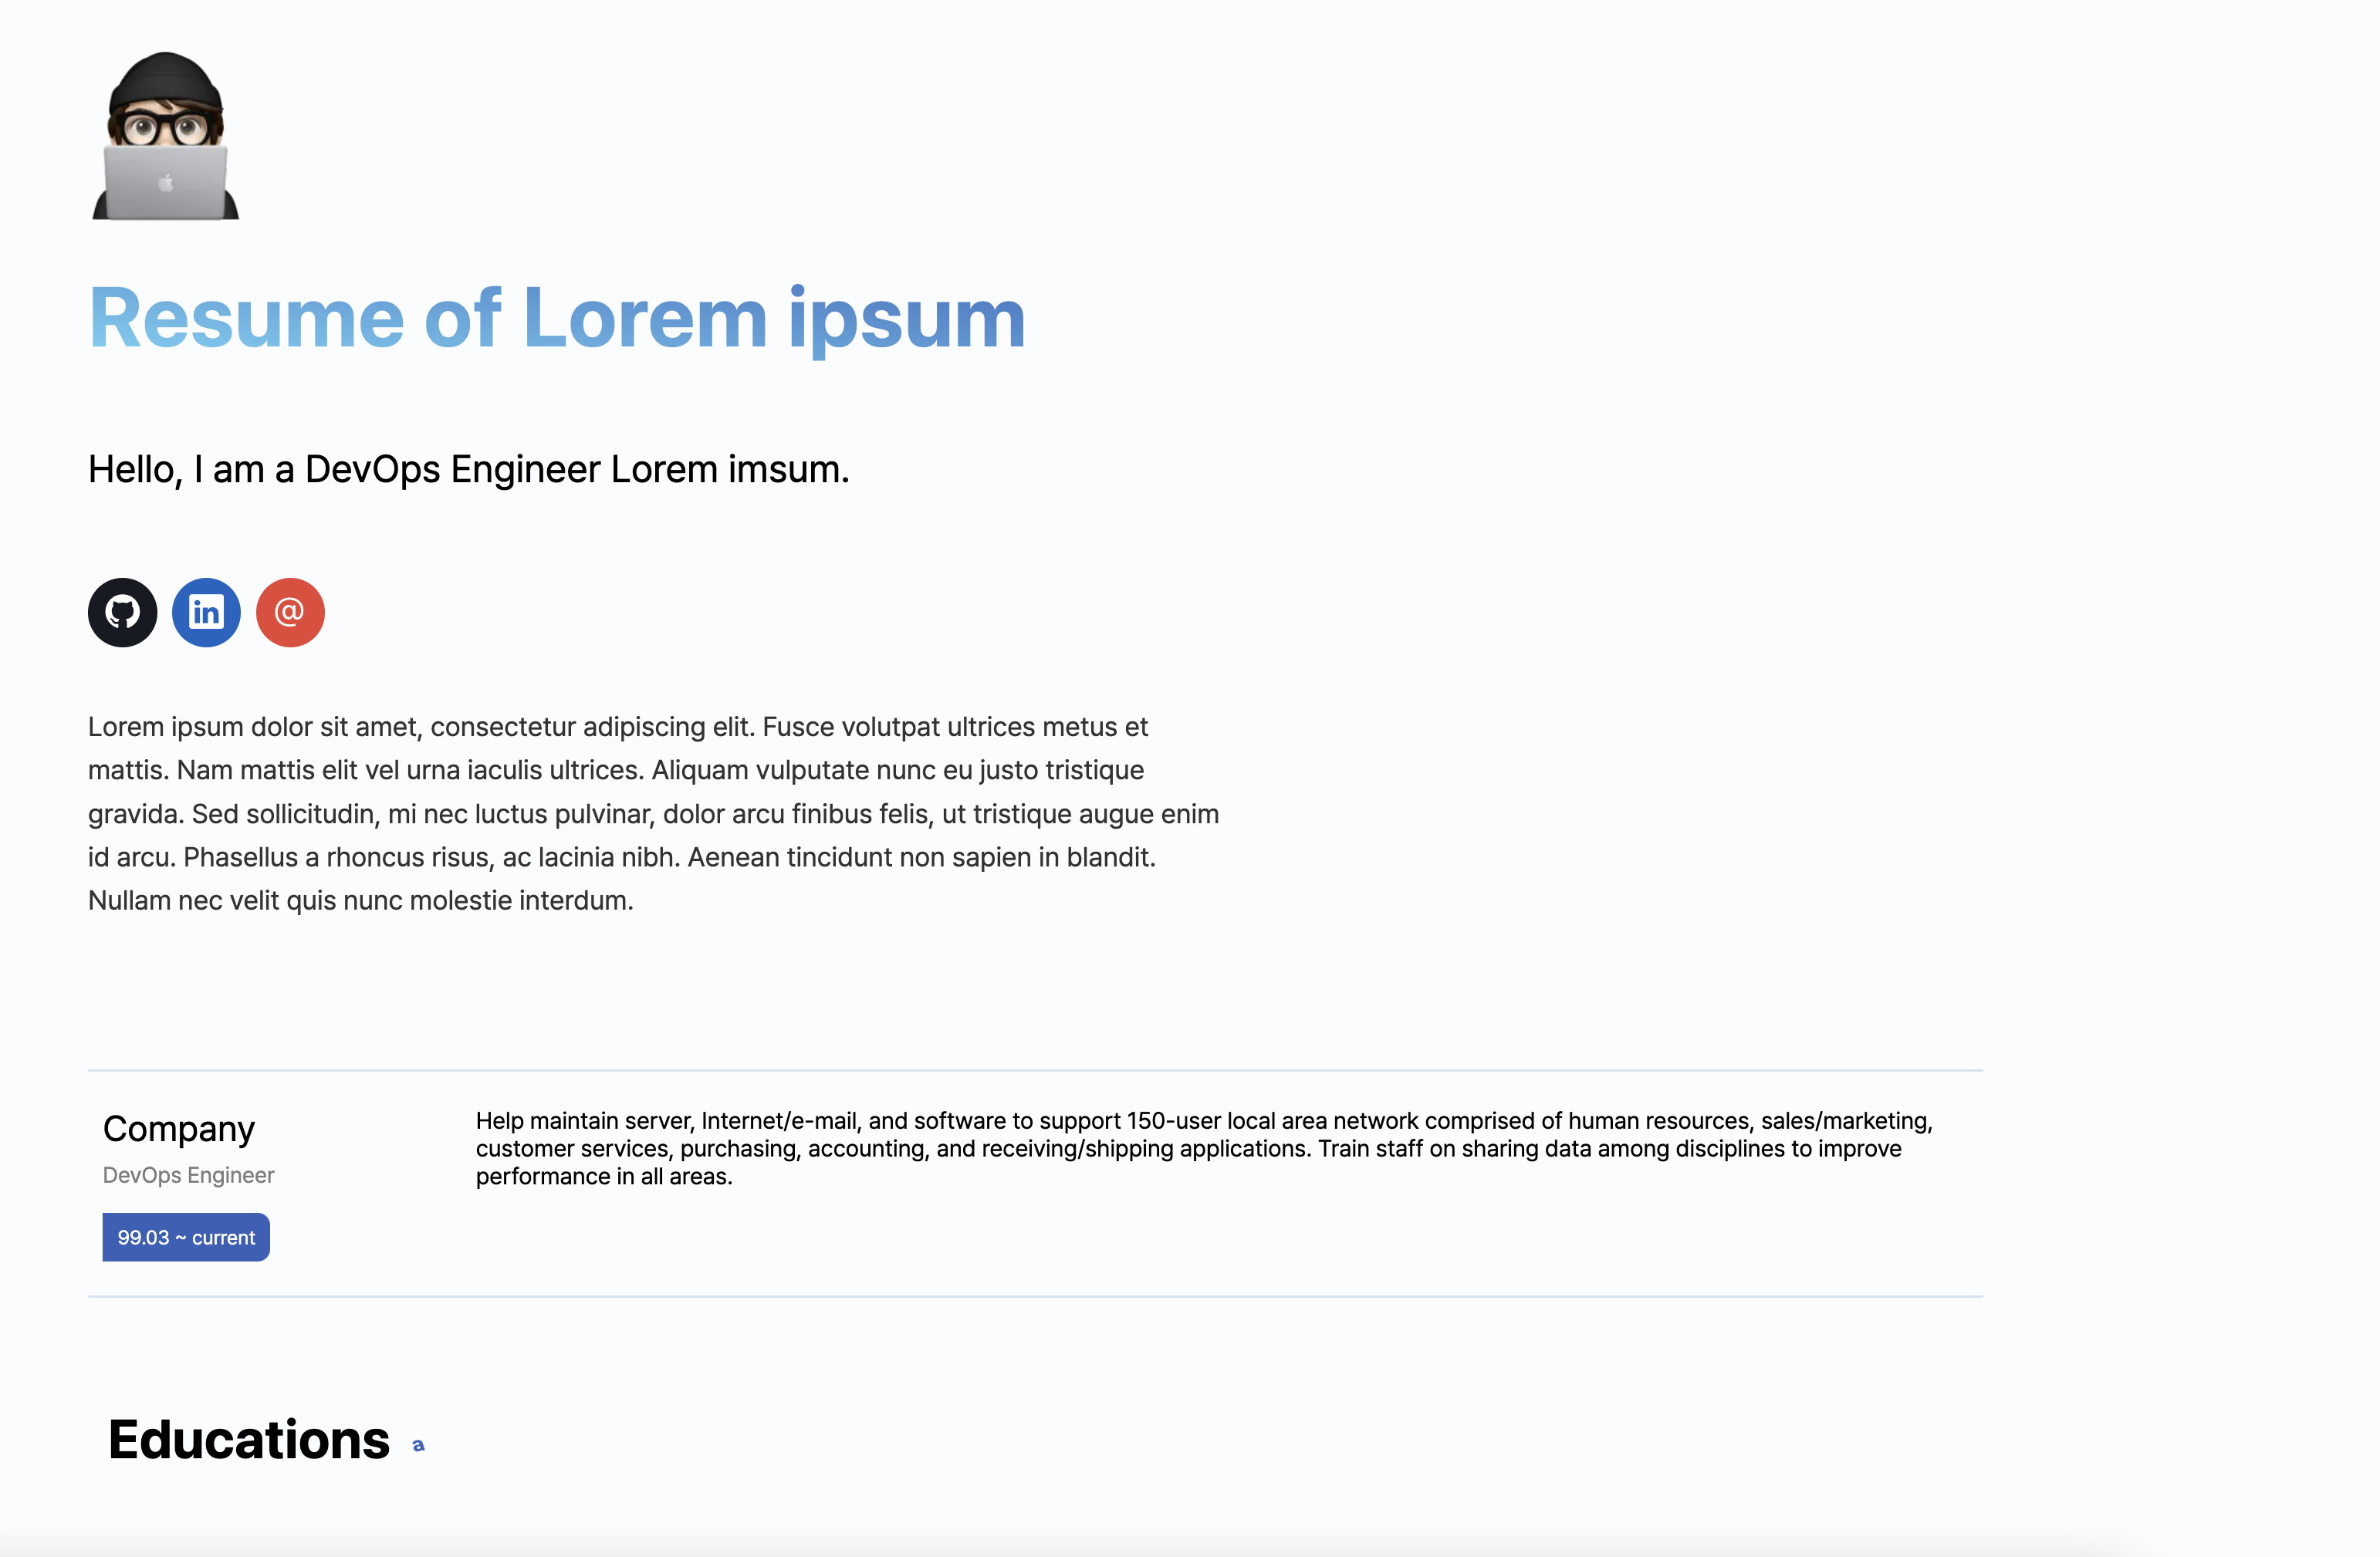 Resume of Lorem ipsum
Hello, I am a DevOps Engineer Lorem imsum.
in
@
Lorem ipsum dolor sit amet, consectetur adipiscing elit. Fusce volutpat ultrices metus et
mattis. Nam mattis elit vel urna iaculis ultrices. Aliquam vulputate nunc eu justo tristique
gravida. Sed sollicitudin, mi nec luctus pulvinar, dolor arcu finibus felis, ut tristique augue enim
id arcu. Phasellus a rhoncus risus, ac lacinia nibh. Aenean tincidunt non sapien in blandit.
Nullam nec velit quis nunc molestie interdum.
Company
DevOps Engineer
99.03 ~ current
Help maintain server, Internet/e-mail, and software to support 150-user local area network comprised of human resources, sales/marketing,
customer services, purchasing, accounting, and receiving/shipping applications. Train staff on sharing data among disciplines to improve
performance in all areas.
Educations a